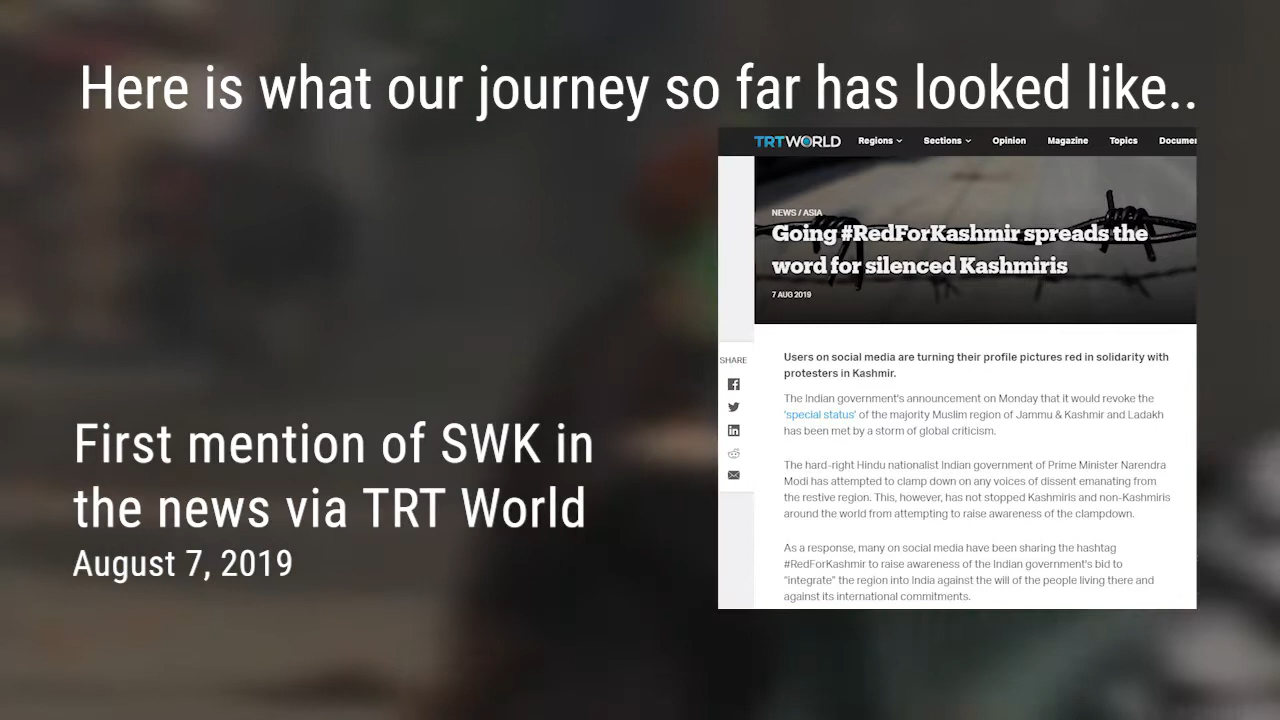 Here is what our journey so far has looked like..
TRTWORLD
Regions
Sections
Opinion
Magazine
Topics
NEWS / ASIA
Going #RedForKashmir spreads the
word for silenced Kashmiris
7 AUG 2019
SHARE
Users on social media are turning their profile pictures red in solidarity with
protesters in Kashmir.
The Indian government's announcement on Monday that it would revoke the
'special status' of the majority Muslim region of Jammu & Kashmir and Ladakh
has been met by a storm of global criticism.
The hard-right Hindu nationalist Indian government of Prime Minister Narendra
Modi has attempted to clamp down on any voices of dissent emanating from
the restive region. This, however, has not stopped Kashmiris and non-Kashmiris
around the world from attempting to raise awareness of the clampdown.
As a response, many on social media have been sharing the hashtag
#RedForKashmir to raise awareness of the Indian government's bid to
"integrate" the region into India against the will of the people living there and
against its international commitments.
First mention of SWK in
the news via TRT World
August 7, 2019